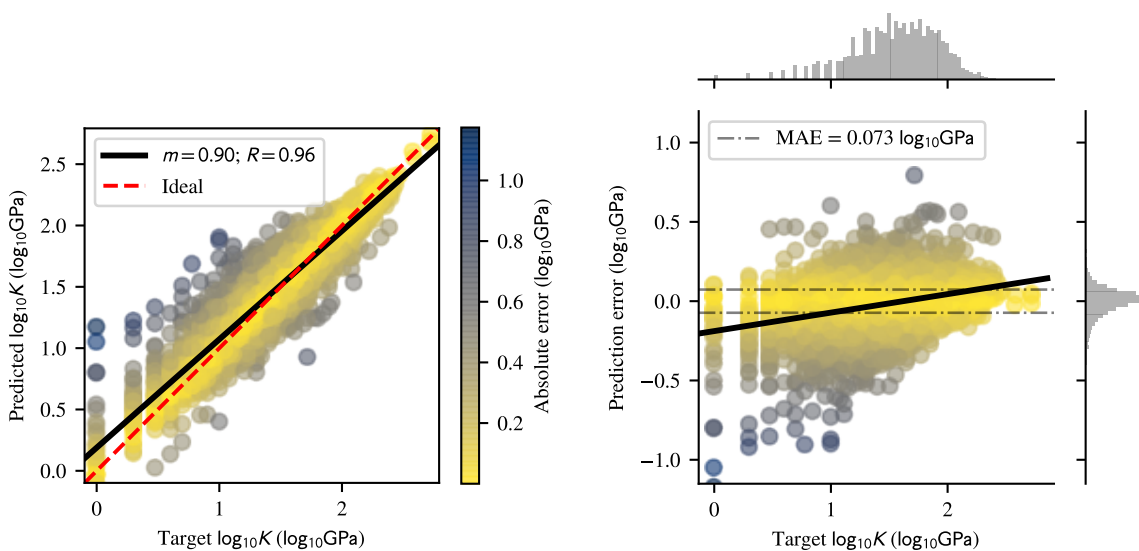 m = 0.90; R = 0.96
Ideal
2.5
2.0
1.5
1.0
0.5
0.0
0
1
2
Predicted log₁₀K (log₁₀GPa)
Target log₁₀K (log₁₀GPa)
1.0
0.8
0.6
0.4
0.2
Absolute error (log₁₀GPa)
MAE = 0.073 log₁₀GPa
1.0
0.5
0.0
−0.5
−1.0
0
1
2
Prediction error (log₁₀GPa)
Target log₁₀K (log₁₀GPa)